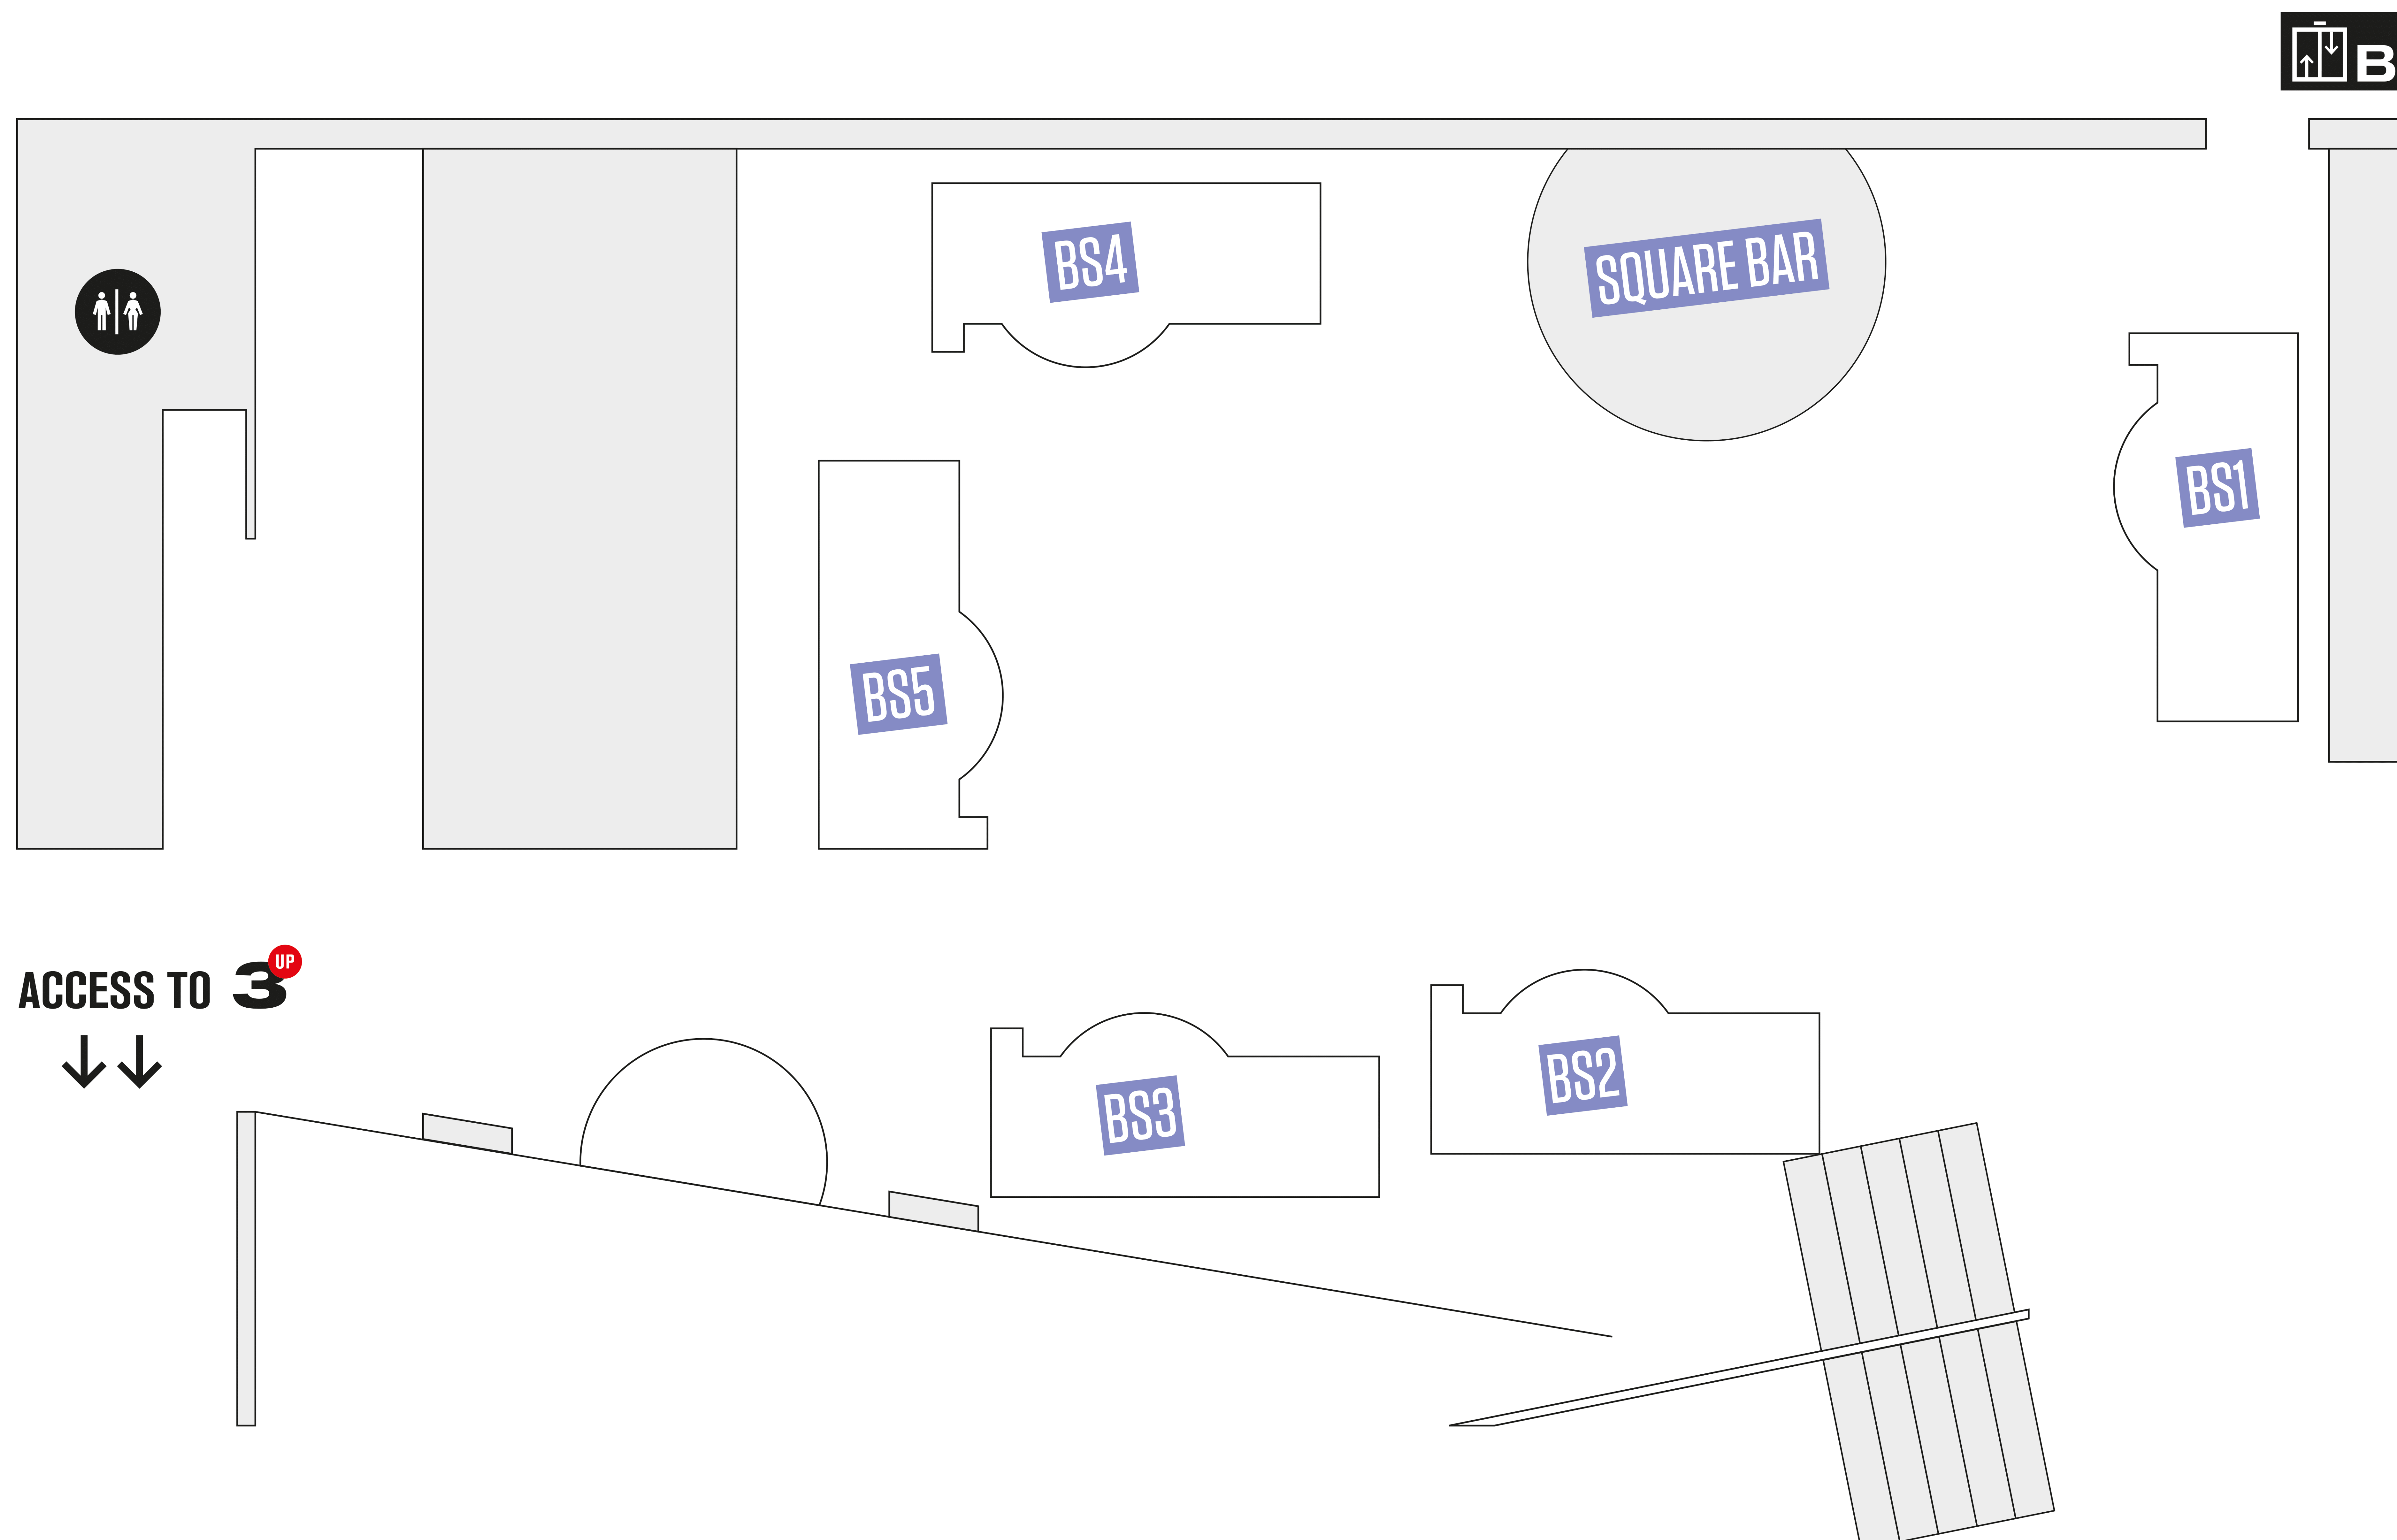 B
BS4
SQUARE BAR
BS1
BS5
ACCESS TO 3 UP
BS3
BS2